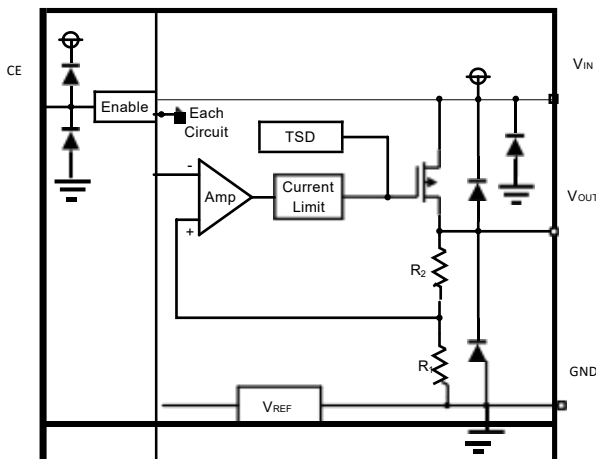 CE
VIN
Enable
Each
Circuit
TSD
-
Amp
+
Current
Limit
VOUT
R2
R1
GND
VREF